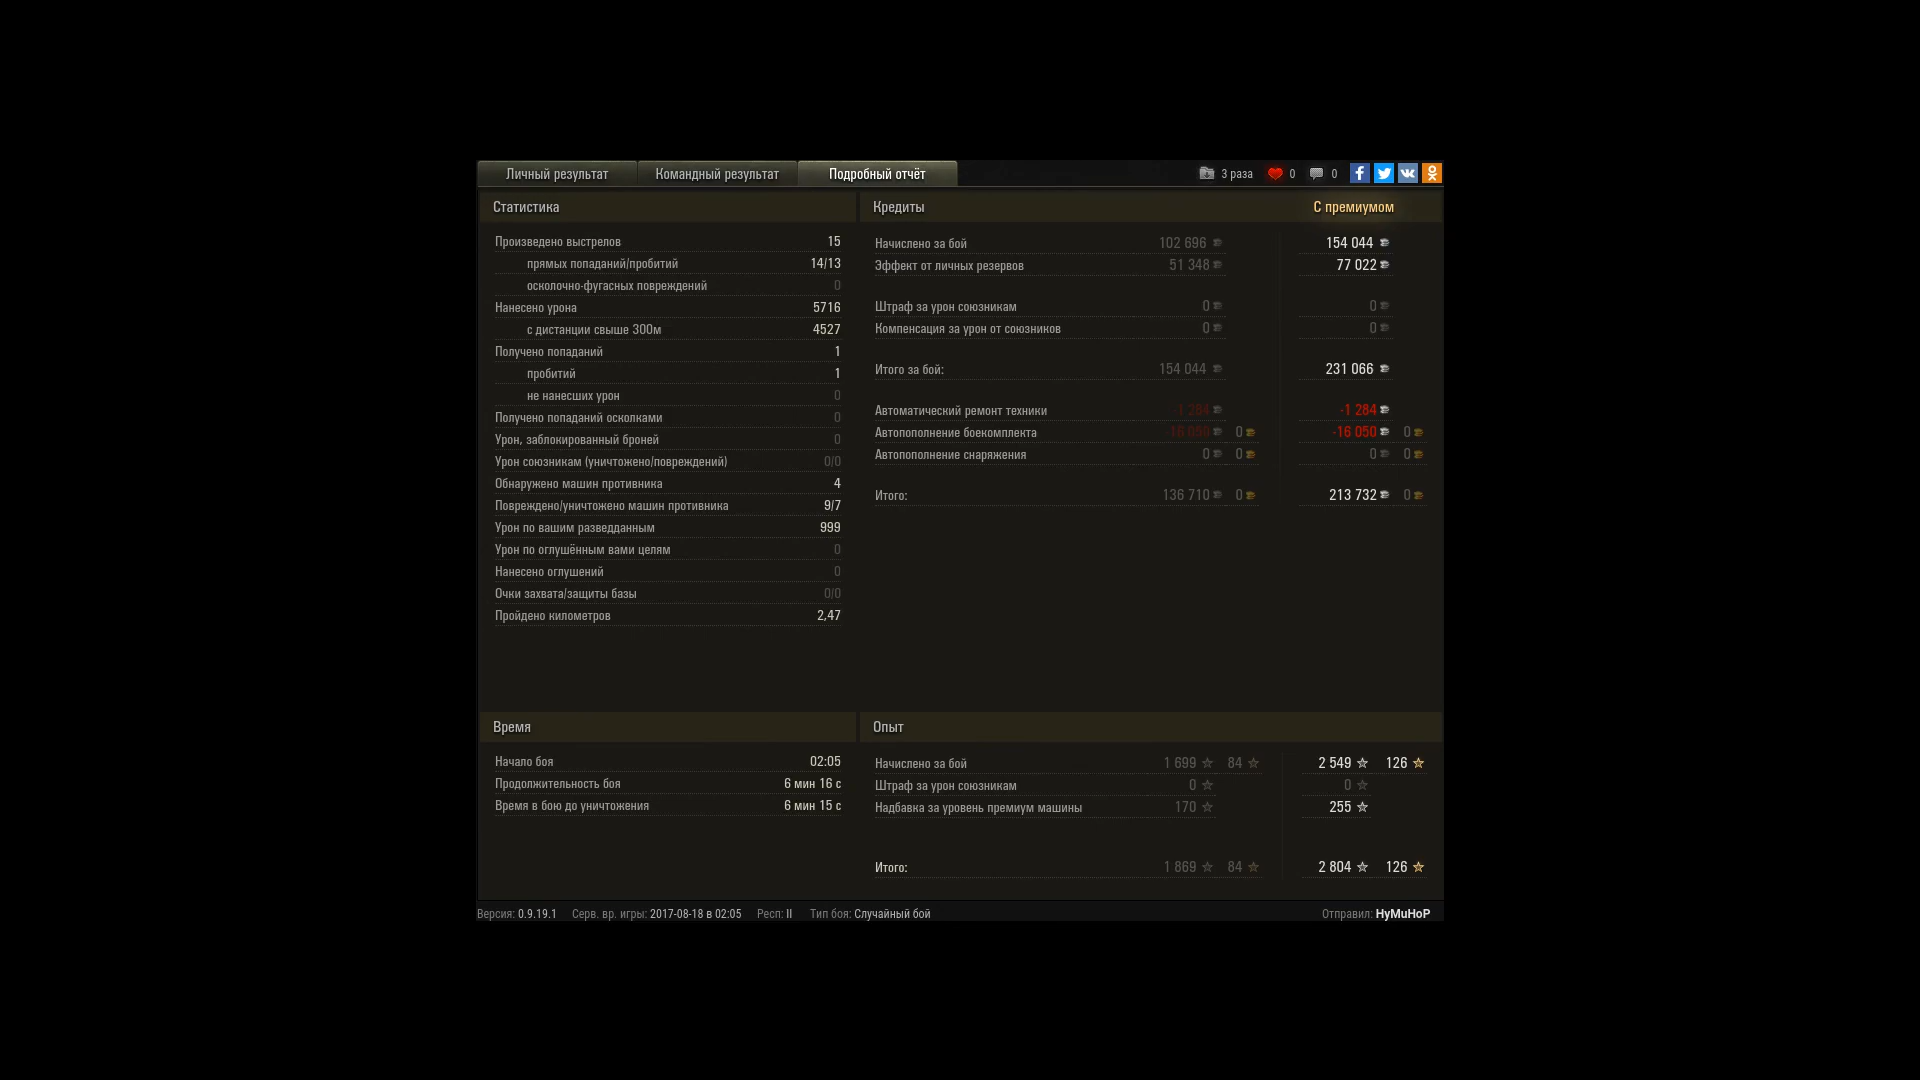 Личный результат Командный результат Подробный отчёт 3 раза 0 0
Статистика
Произведено выстрелов 15
прямых попаданий/пробитий 14/13
осколочно-фугасных повреждений 0
Нанесено урона 5716
с дистанции свыше 300м 4527
Получено попаданий 1
пробитий 1
не нанесших урон 0
Получено попаданий осколками 0
Урон, заблокированный броней 0
Урон союзникам (уничтожено/повреждений) 0/0
Обнаружено машин противника 4
Повреждено/уничтожено машин противника 9/7
Урон по вашим разведданным 999
Урон по оглушённым вами целям 0
Нанесено оглушений 0
Очки захвата/защиты базы 0/0
Пройдено километров 2,47
Кредиты С премиумом
Начислено за бой 102 696 154 044
Эффект от личных резервов 51 348 77 022
Штраф за урон союзникам 0 0
Компенсация за урон от союзников 0 0
Итого за бой: 154 044 231 066
Автоматический ремонт техники -1 284 -1 284
Автопополнение боекомплекта -16 050 0 -16 050 0
Автопополнение снаряжения 0 0 0 0
Итого: 136 710 0 213 732 0
Время
Начало боя 02:05
Продолжительность боя 6 мин 16 с
Время в бою до уничтожения 6 мин 15 с
Опыт
Начислено за бой 1 699 84 2 549 126
Штраф за урон союзникам 0 0
Надбавка за уровень премиум машины 170 255
Итого: 1 869 84 2 804 126
Версия: 0.9.19.1 Серв. вр. игры: 2017-08-18 в 02:05 Респ: II Тип боя: Случайный бой Отправил: HyMuHoP